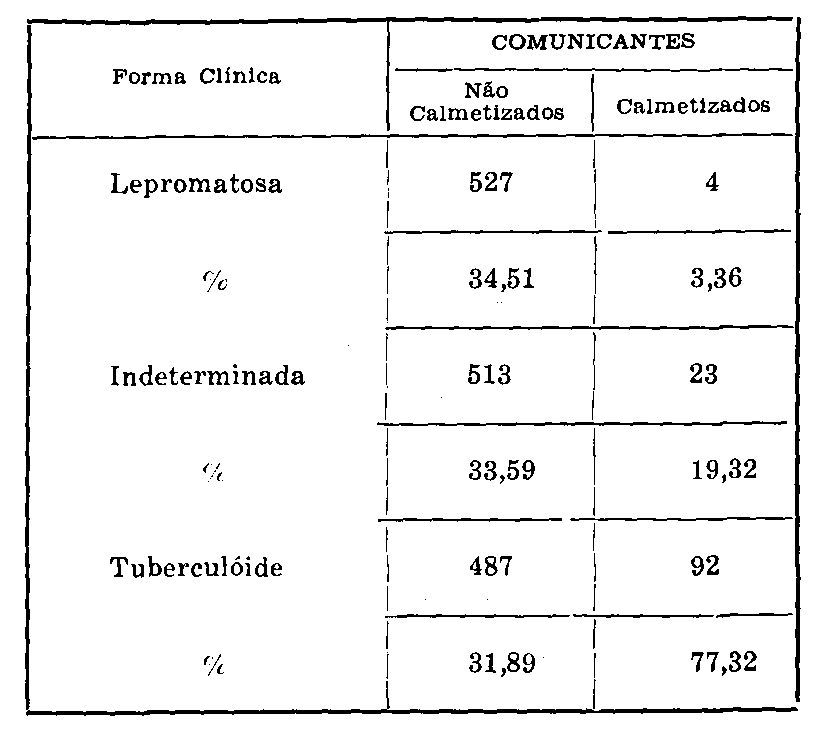 COMUNICANTES
Forma Clínica
Não
Calmetizados
Calmetizados
Lepromatosa 527 4
% 34,51 3,36
Indeterminada 513 23
% 33,59 19,32
Tuberculóide 487 92
% 31,89 77,32